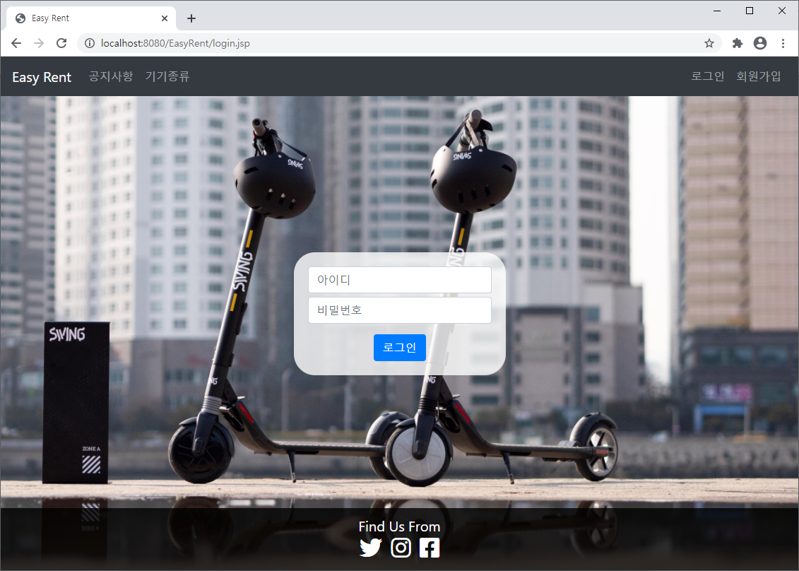 Easy Rent
localhost:8080/EasyRent/login.jsp
Easy Rent 공지사항 기기종류 로그인 회원가입
SWING
SWING
SWING
SWING
SWING
아이디
비밀번호
로그인
ZONE A
Find Us From